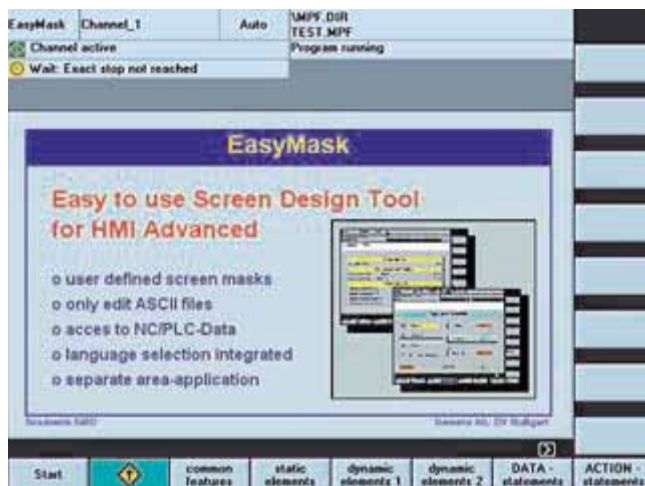 EasyMask Channel_1 Auto \MPF.DIR
TEST.MPF
Channel active Program running
Wait: Exact stop not reached
EasyMask
Easy to use Screen Design Tool
for HMI Advanced
o user defined screen masks
o only edit ASCII files
o acces to NC/PLC-Data
o language selection integrated
o separate area-application
Siemens AG,
Start
common features
static elements
dynamic elements 1
dynamic elements 2
DATA - statements
ACTION - statements